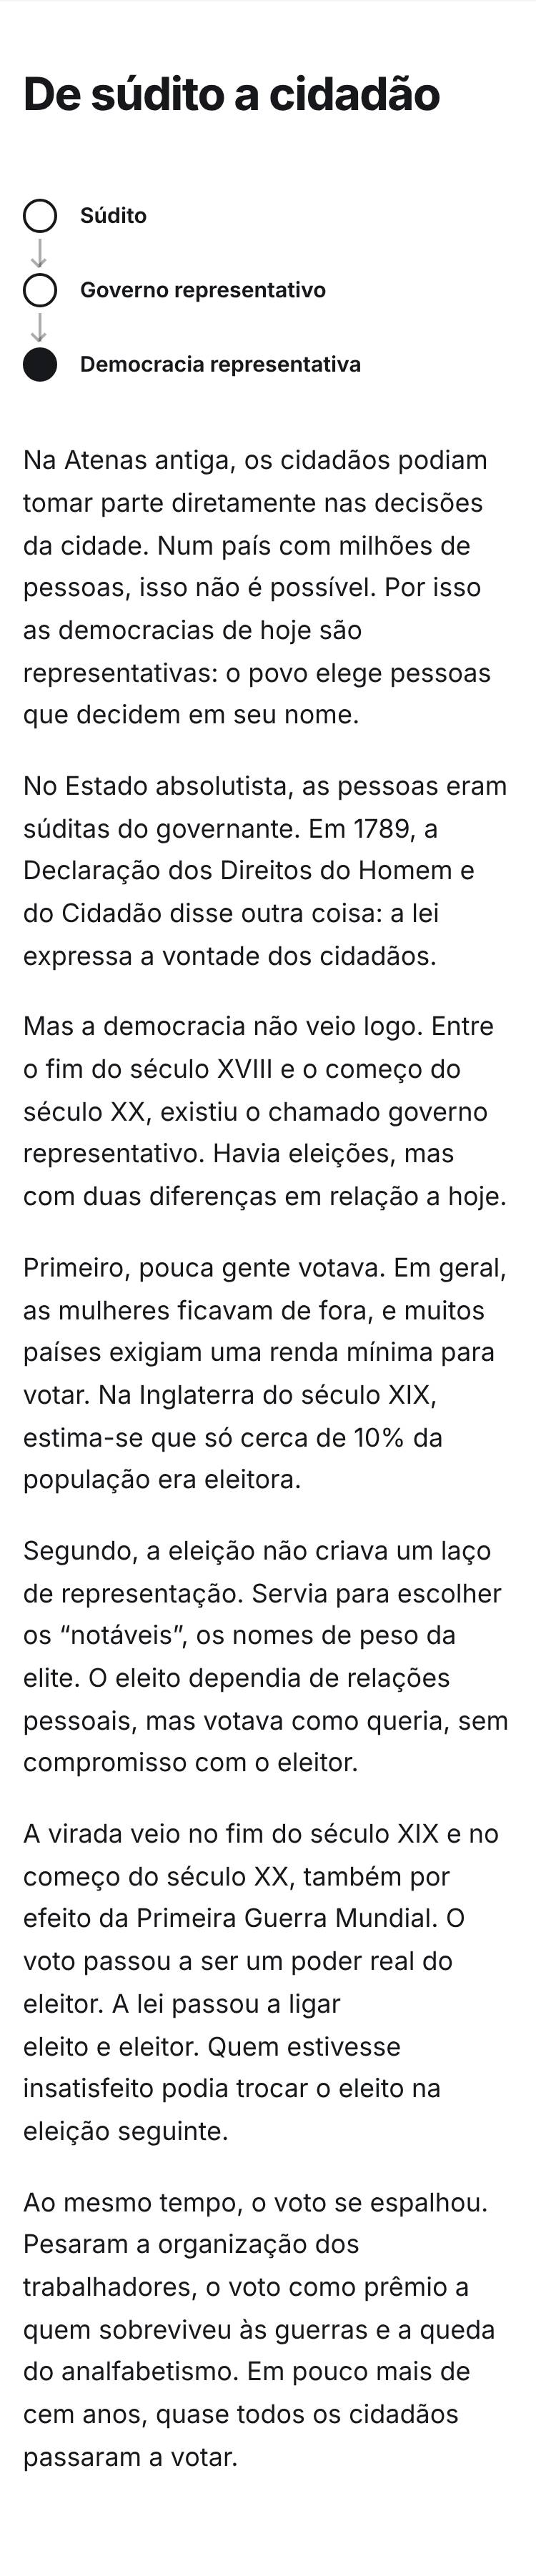 De súdito a cidadão
Súdito
Governo representativo
Democracia representativa
Na Atenas antiga, os cidadãos podiam
tomar parte diretamente nas decisões
da cidade. Num país com milhões de
pessoas, isso não é possível. Por isso
as democracias de hoje são
representativas: o povo elege pessoas
que decidem em seu nome.
No Estado absolutista, as pessoas eram
súditas do governante. Em 1789, a
Declaração dos Direitos do Homem e
do Cidadão disse outra coisa: a lei
expressa a vontade dos cidadãos.
Mas a democracia não veio logo. Entre
o fim do século XVIII e o começo do
século XX, existiu o chamado governo
representativo. Havia eleições, mas
com duas diferenças em relação a hoje.
Primeiro, pouca gente votava. Em geral,
as mulheres ficavam de fora, e muitos
países exigiam uma renda mínima para
votar. Na Inglaterra do século XIX,
estima-se que só cerca de 10% da
população era eleitora.
Segundo, a eleição não criava um laço
de representação. Servia para escolher
os “notáveis”, os nomes de peso da
elite. O eleito dependia de relações
pessoais, mas votava como queria, sem
compromisso com o eleitor.
A virada veio no fim do século XIX e no
começo do século XX, também por
efeito da Primeira Guerra Mundial. O
voto passou a ser um poder real do
eleitor. A lei passou a ligar
eleito e eleitor. Quem estivesse
insatisfeito podia trocar o eleito na
eleição seguinte.
Ao mesmo tempo, o voto se espalhou.
Pesaram a organização dos
trabalhadores, o voto como prêmio a
quem sobreviveu às guerras e a queda
do analfabetismo. Em pouco mais de
cem anos, quase todos os cidadãos
passaram a votar.